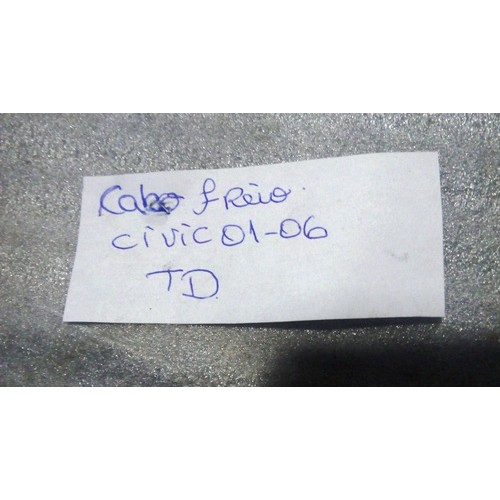 Cabo freio.
civic 01-06
TD